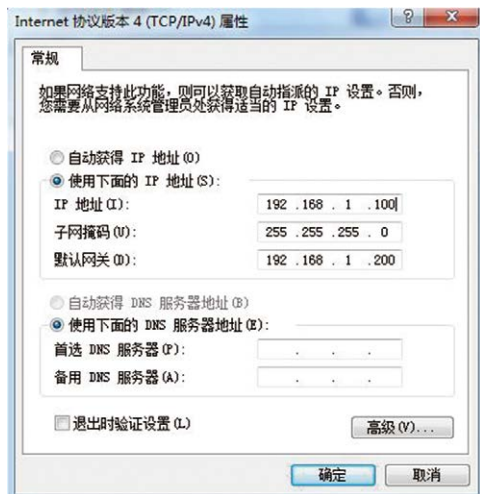 Internet 协议版本 4 (TCP/IPv4) 属性
常规
如果网络支持此功能，则可以获取自动指派的 IP 设置。否则，
您需要从网络系统管理员处获得适当的 IP 设置。
自动获得 IP 地址(O)
使用下面的 IP 地址(S):
IP 地址(I): 192 . 168 . 1 . 100
子网掩码(U): 255 . 255 . 255 . 0
默认网关(D): 192 . 168 . 1 . 200
自动获得 DNS 服务器地址(B)
使用下面的 DNS 服务器地址(E):
首选 DNS 服务器(P): . . .
备用 DNS 服务器(A): . . .
退出时验证设置(L)
高级(V)...
确定 取消